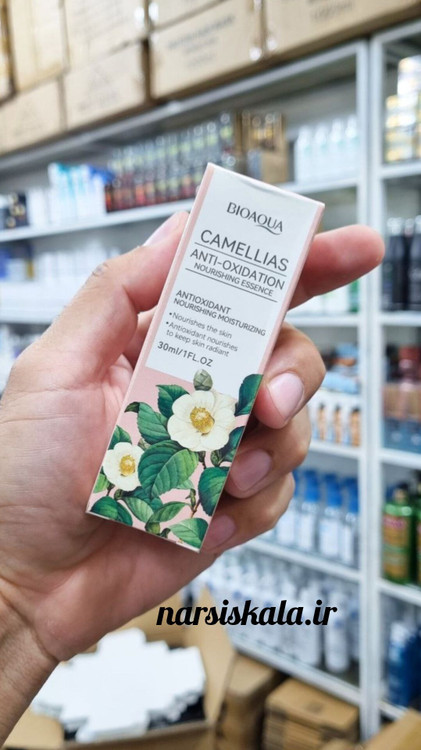 BIOAQUA
CAMELLIAS
ANTI-OXIDATION
NOURISHING ESSENCE
ANTIOXIDANT
NOURISHING MOISTURIZING
•Nourishes the skin
•Antioxidant nourishes
to keep skin radiant
30ml/1FL.OZ
narsiskala.ir